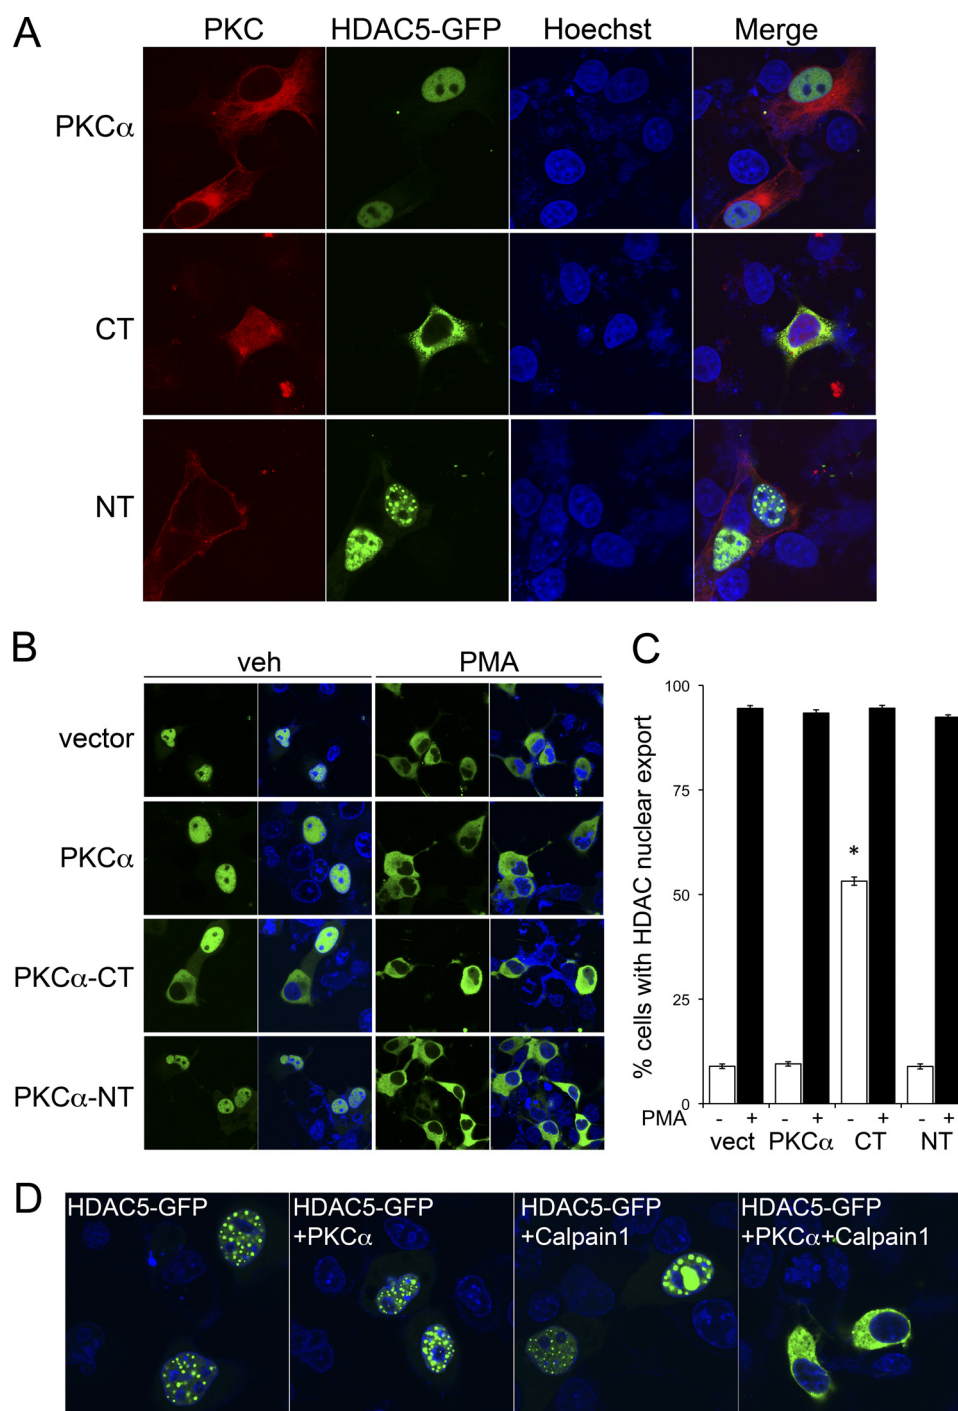 A
PKC HDAC5-GFP Hoechst Merge
PKCα
CT
NT
B
veh PMA
vector
PKCα
PKCα-CT
PKCα-NT
C
% cells with HDAC nuclear export
100
75
50
25
0
*
PMA - + - + - + - +
vect PKCα CT NT
D
HDAC5-GFP
HDAC5-GFP
+PKCα
HDAC5-GFP
+Calpain1
HDAC5-GFP
+PKCα+Calpain1